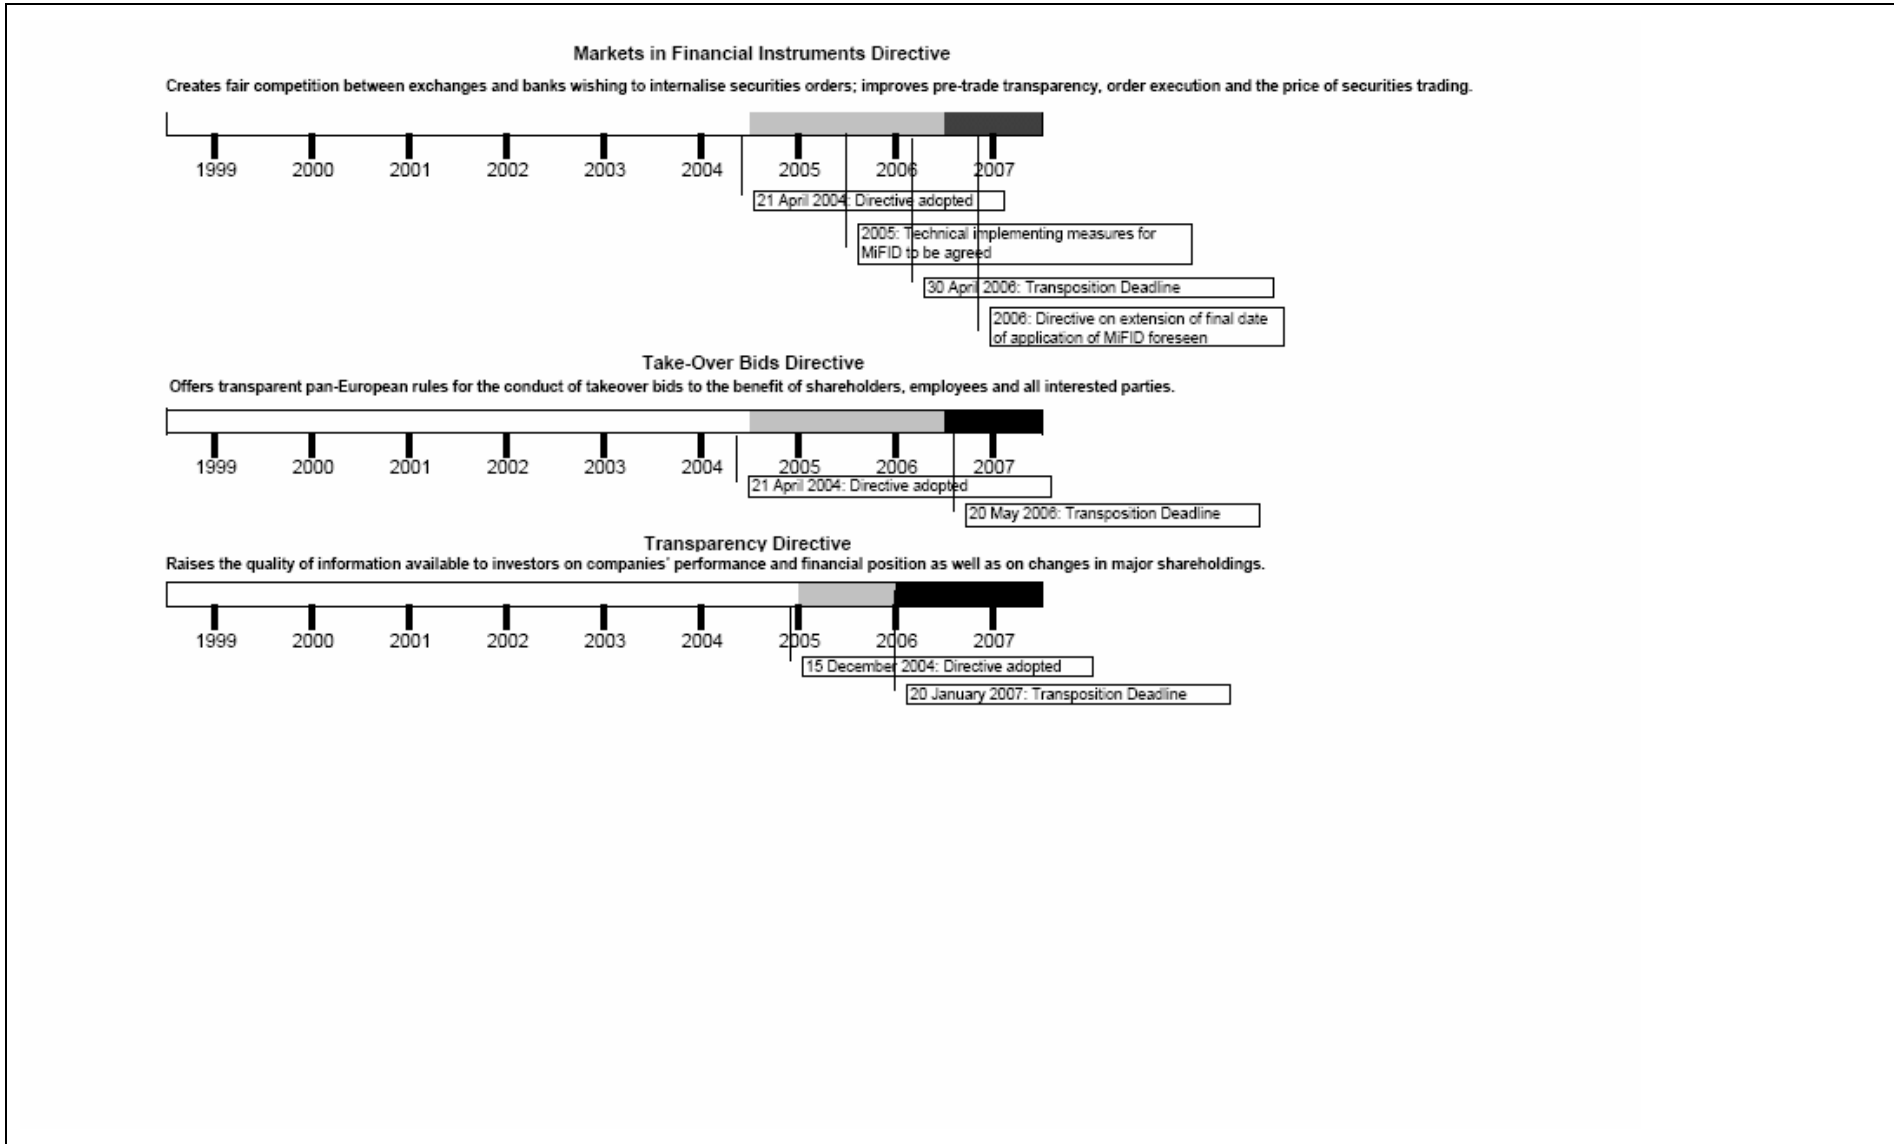 Markets in Financial Instruments Directive
Creates fair competition between exchanges and banks wishing to internalise securities orders; improves pre-trade transparency, order execution and the price of securities trading.
1999 2000 2001 2002 2003 2004 2005 2006 2007
21 April 2004: Directive adopted
2005: Technical implementing measures for
MiFID to be agreed
30 April 2006: Transposition Deadline
2006: Directive on extension of final date
of application of MiFID foreseen
Take-Over Bids Directive
Offers transparent pan-European rules for the conduct of takeover bids to the benefit of shareholders, employees and all interested parties.
1999 2000 2001 2002 2003 2004 2005 2006 2007
21 April 2004: Directive adopted
20 May 2006: Transposition Deadline
Transparency Directive
Raises the quality of information available to investors on companies' performance and financial position as well as on changes in major shareholdings.
1999 2000 2001 2002 2003 2004 2005 2006 2007
15 December 2004: Directive adopted
20 January 2007: Transposition Deadline